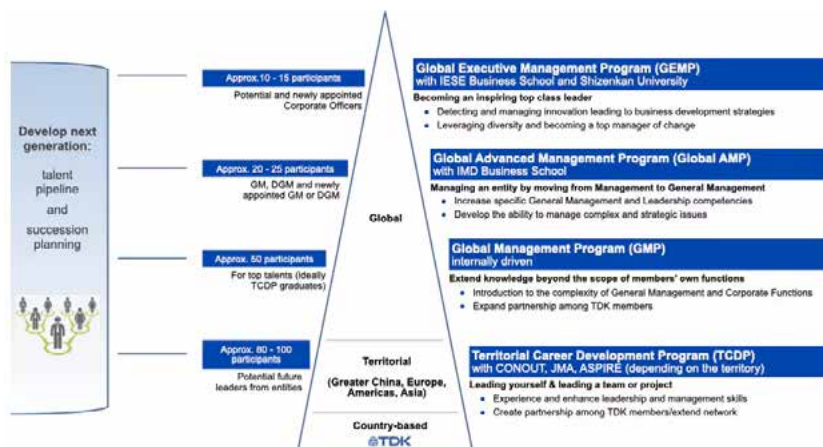 Develop next
generation:
talent
pipeline
and
succession
planning
Approx.10 - 15 participants
Potential and newly appointed
Corporate Officers
Approx. 20 - 25 participants
GM, DGM and newly
appointed GM or DGM
Approx. 50 participants
For top talents (ideally
TCDP graduates)
Approx. 80 - 100
participants
Potential future
leaders from entities
Global
Territorial
(Greater China, Europe,
Americas, Asia)
Country-based
TDK
Global Executive Management Program (GEMP)
with IESE Business School and Shizenkan University
Becoming an inspiring top class leader
• Detecting and managing innovation leading to business development strategies
• Leveraging diversity and becoming a top manager of change
Global Advanced Management Program (Global AMP)
with IMD Business School
Managing an entity by moving from Management to General Management
• Increase specific General Management and Leadership competencies
• Develop the ability to manage complex and strategic issues
Global Management Program (GMP)
internally driven
Extend knowledge beyond the scope of members' own functions
• Introduction to the complexity of General Management and Corporate Functions
• Expand partnership among TDK members
Territorial Career Development Program (TCDP)
with CONOUT, JMA, ASPIRE (depending on the territory)
Leading yourself & leading a team or project
• Experience and enhance leadership and management skills
• Create partnership among TDK members/extend network